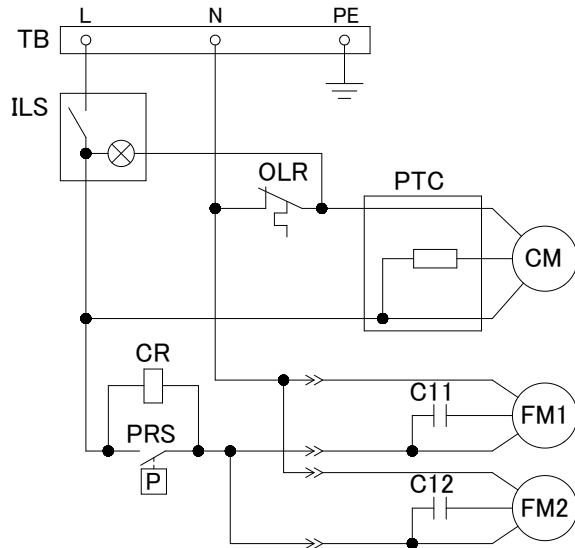 L N PE
TB
ILS
OLR
PTC
CM
CR
C11
FM1
PRS
P
C12
FM2